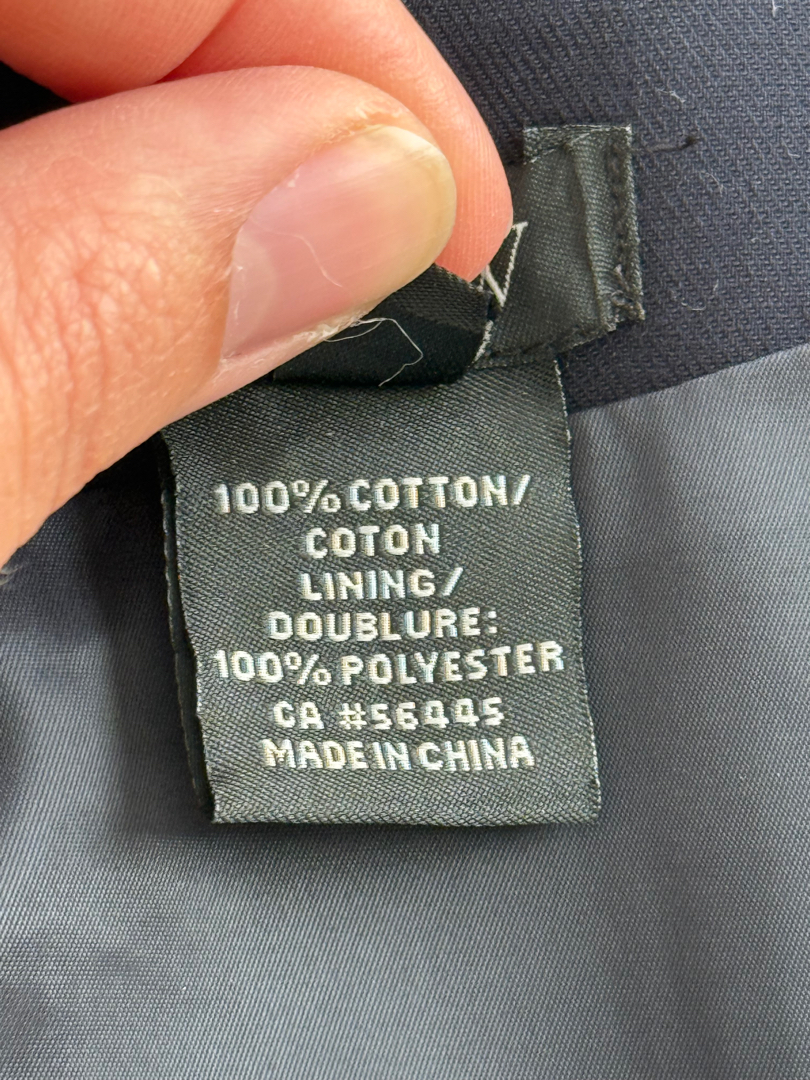 100% COTTON/
COTON
LINING/
DOUBLURE:
100% POLYESTER
CA #56445
MADE IN CHINA